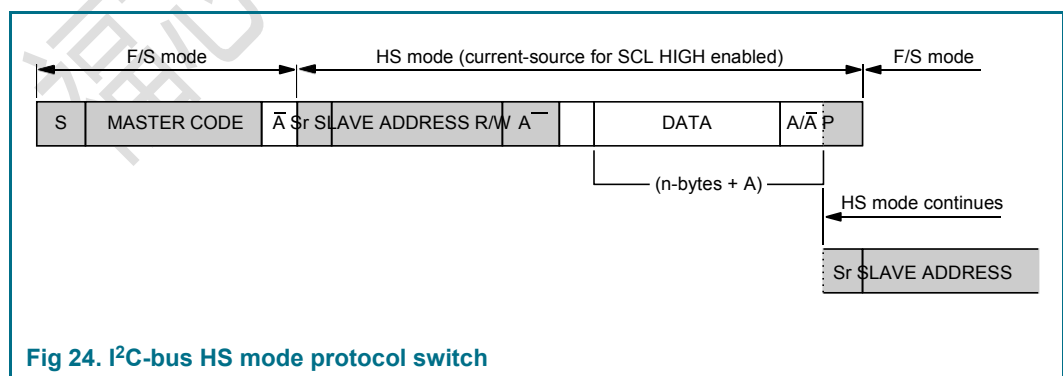 F/S mode HS mode (current-source for SCL HIGH enabled) F/S mode
S MASTER CODE A̅ Sr SLAVE ADDRESS R/W A DATA A/A̅ P
(n-bytes + A)
HS mode continues
Sr SLAVE ADDRESS
Fig 24. I²C-bus HS mode protocol switch